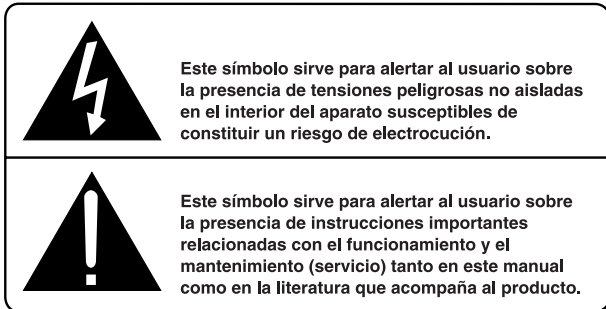 Este símbolo sirve para alertar al usuario sobre
la presencia de tensiones peligrosas no aisladas
en el interior del aparato susceptibles de
constituir un riesgo de electrocución.
Este símbolo sirve para alertar al usuario sobre
la presencia de instrucciones importantes
relacionadas con el funcionamiento y el
mantenimiento (servicio) tanto en este manual
como en la literatura que acompaña al producto.